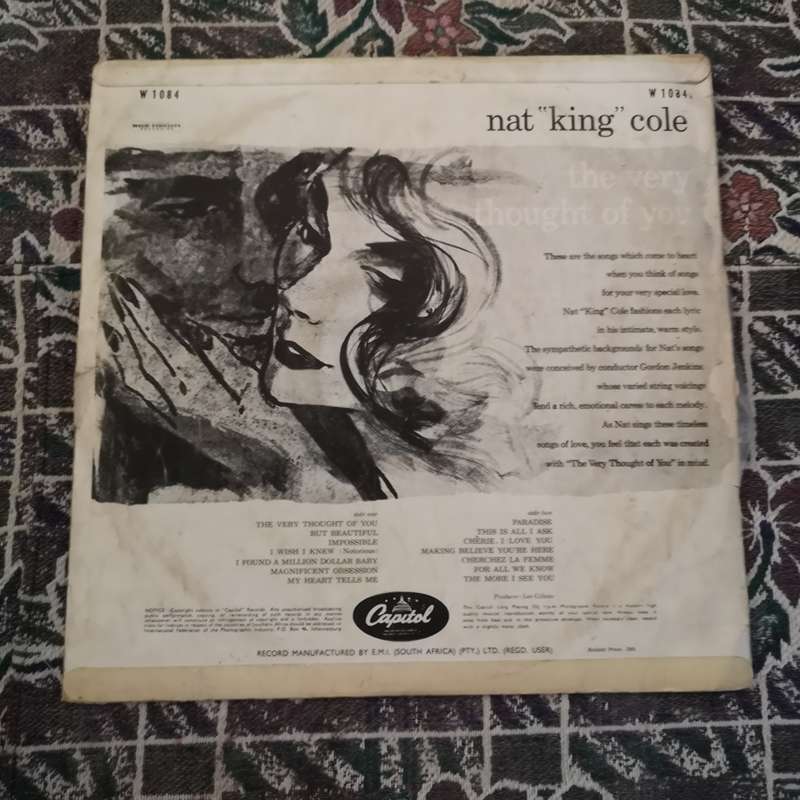 W 1084
W 1084
nat "king" cole
the very
thought of you
These are the songs which come to heart
when you think of songs
for your very special love.
Nat "King" Cole fashions each lyric
in his intimate, warm style.
The sympathetic backgrounds for Nat's songs
were conceived by conductor Gordon Jenkins
whose varied string voicings
lend a rich, emotional caress to each melody.
As Nat sings these timeless
songs of love, you feel that each was created
with "The Very Thought of You" in mind.
side one
THE VERY THOUGHT OF YOU
BUT BEAUTIFUL
IMPOSSIBLE
I WISH I KNEW (Notorious)
I FOUND A MILLION DOLLAR BABY
MAGNIFICENT OBSESSION
MY HEART TELLS ME
side two
PARADISE
THIS IS ALL I ASK
CHÉRIE, I LOVE YOU
MAKING BELIEVE YOU'RE HERE
CHERCHEZ LA FEMME
FOR ALL WE KNOW
THE MORE I SEE YOU
Producer: Lee Gillette
Capitol
RECORD MANUFACTURED BY E.M.I. (SOUTH AFRICA) (PTY.) LTD. (REGD. USER)